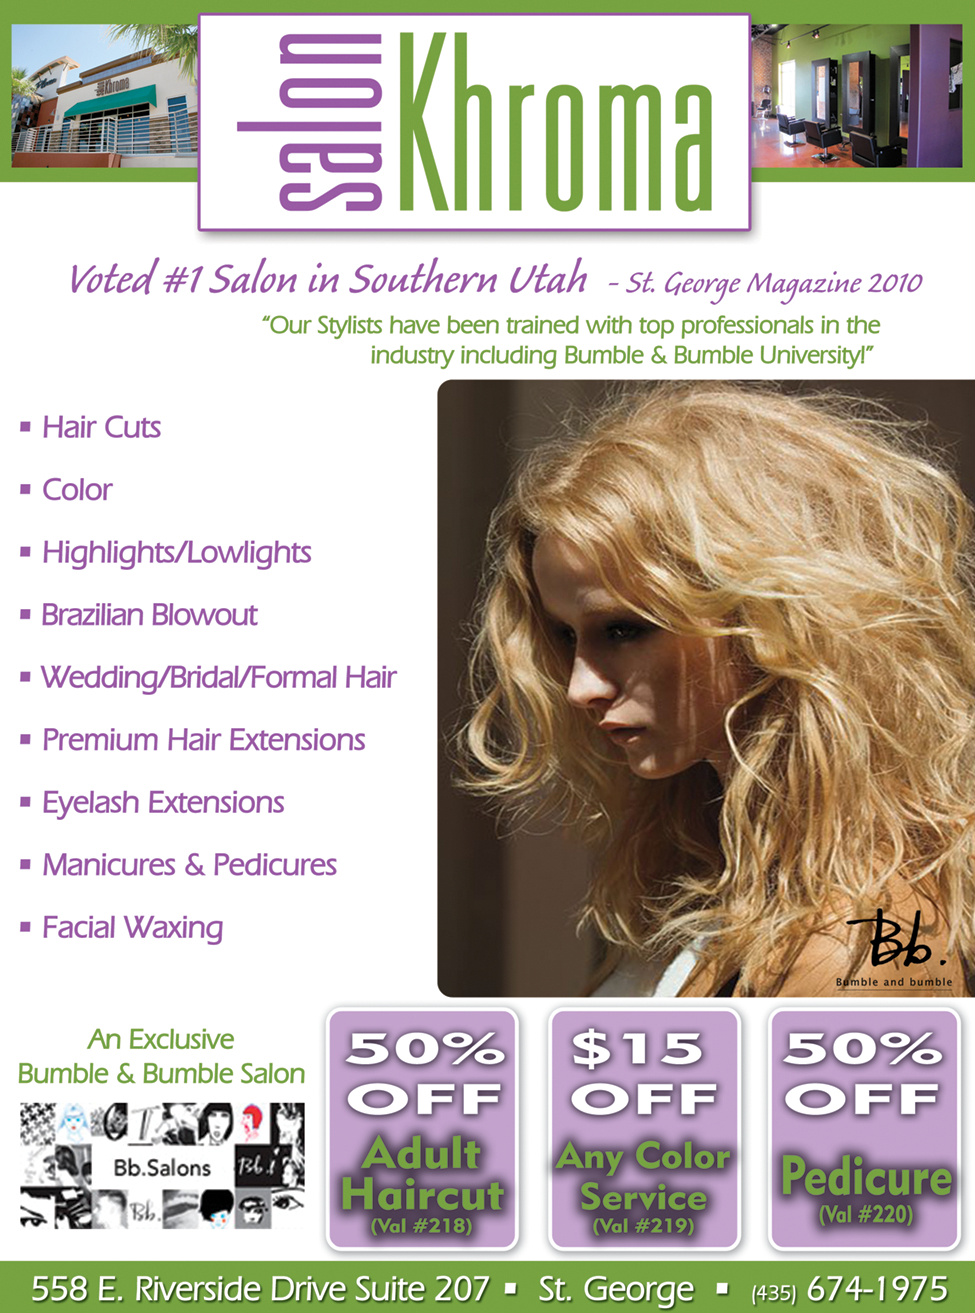 salon
Khroma
Khroma
Voted #1 Salon in Southern Utah - St. George Magazine 2010
“Our Stylists have been trained with top professionals in the
industry including Bumble & Bumble University!”
▪ Hair Cuts
▪ Color
▪ Highlights/Lowlights
▪ Brazilian Blowout
▪ Wedding/Bridal/Formal Hair
▪ Premium Hair Extensions
▪ Eyelash Extensions
▪ Manicures & Pedicures
▪ Facial Waxing
Bb.
Bumble and bumble
An Exclusive
Bumble & Bumble Salon
Bb.Salons
Bb.
Bb.
50%
OFF
Adult
Haircut
(Val #218)
$15
OFF
Any Color
Service
(Val #219)
50%
OFF
Pedicure
(Val #220)
558 E. Riverside Drive Suite 207 ▪ St. George ▪ (435) 674-1975